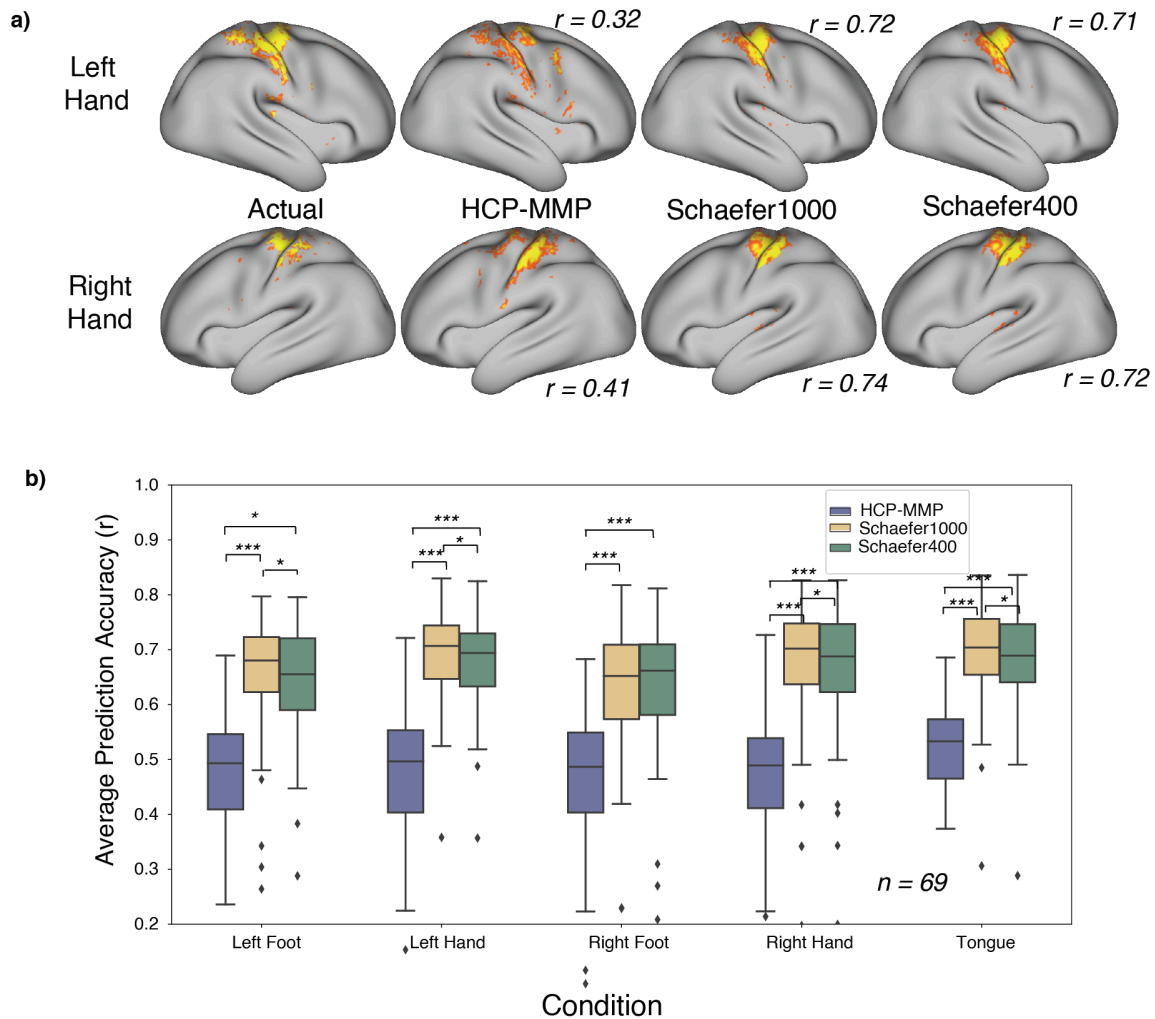 a)
Left
Hand
r = 0.32
r = 0.72
r = 0.71
Actual
HCP-MMP
Schaefer1000
Schaefer400
Right
Hand
r = 0.41
r = 0.74
r = 0.72
b)
Average Prediction Accuracy (r)
1.0
0.9
0.8
0.7
0.6
0.5
0.4
0.3
0.2
*
***
*
***
***
*
***
***
***
***
*
***
***
*
HCP-MMP
Schaefer1000
Schaefer400
n = 69
Left Foot
Left Hand
Right Foot
Right Hand
Tongue
Condition